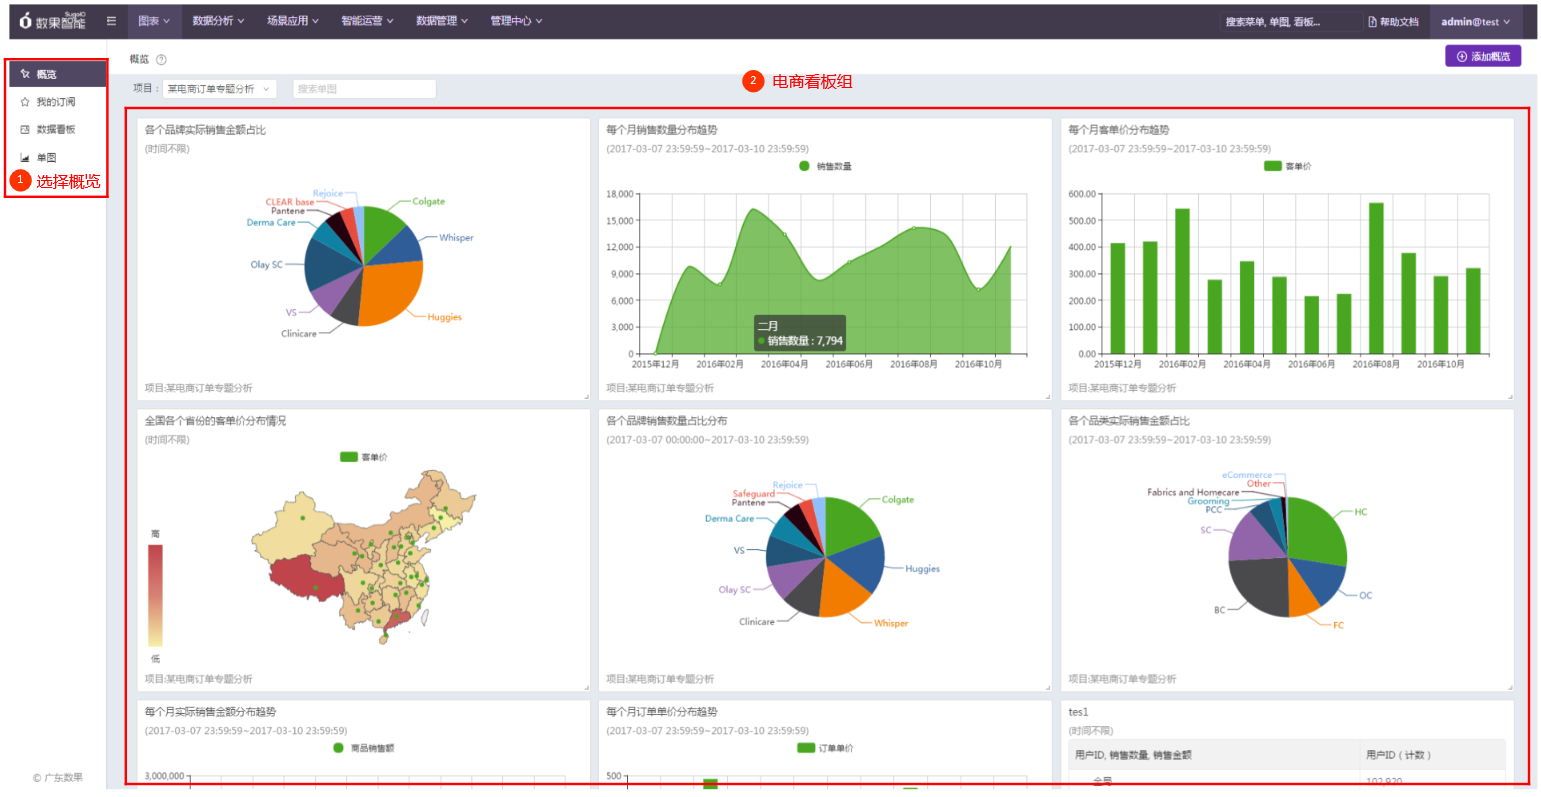 SugoIO
数果智能 图表 数据分析 场景应用 智能运营 数据管理 管理中心 搜索菜单, 单图, 看板... 帮助文档 admin@test
概览
我的订阅
数据看板
单图
1 选择概览
© 广东数果
概览 添加概览
项目： 某电商订单专题分析 搜索单图
2 电商看板组
各个品牌实际销售金额占比
(时间不限)
Rejoice
CLEAR base
Pantene
Derma Care
Olay SC
VS
Clinicare
Colgate
Whisper
Huggies
项目:某电商订单专题分析
每个月销售数量分布趋势
(2017-03-07 23:59:59~2017-03-10 23:59:59)
销售数量
18,000
15,000
12,000
9,000
6,000
3,000
0
二月
销售数量 : 7,794
2015年12月 2016年02月 2016年04月 2016年06月 2016年08月 2016年10月
项目:某电商订单专题分析
每个月客单价分布趋势
(2017-03-07 23:59:59~2017-03-10 23:59:59)
客单价
600.00
500.00
400.00
300.00
200.00
100.00
0.00
2015年12月 2016年02月 2016年04月 2016年06月 2016年08月 2016年10月
项目:某电商订单专题分析
全国各个省份的客单价分布情况
(时间不限)
客单价
高
低
项目:某电商订单专题分析
各个品牌销售数量占比分布
(2017-03-07 00:00:00~2017-03-10 23:59:59)
Rejoice
Safeguard
Pantene
Derma Care
VS
Olay SC
Clinicare
Colgate
Huggies
Whisper
项目:某电商订单专题分析
各个品类实际销售金额占比
(2017-03-07 23:59:59~2017-03-10 23:59:59)
eCommerce
Other
Fabrics and Homecare
Grooming
PCC
SC
BC
HC
OC
FC
项目:某电商订单专题分析
每个月实际销售金额分布趋势
(2017-03-07 23:59:59~2017-03-10 23:59:59)
商品销售额
3,000,000
每个月订单单价分布趋势
(2017-03-07 23:59:59~2017-03-10 23:59:59)
订单单价
500
tes1
(时间不限)
用户ID, 销售数量, 销售金额 用户ID（计数）
全局 102,920